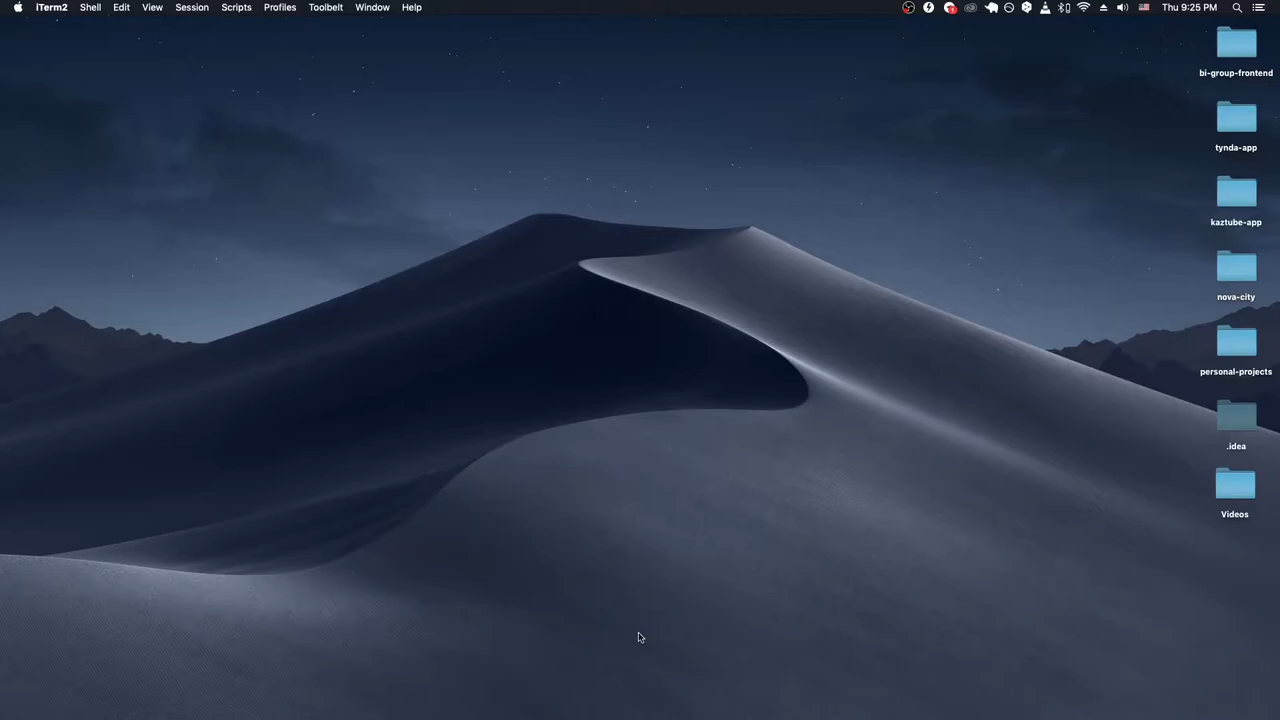 iTerm2 Shell Edit View Session Scripts Profiles Toolbelt Window Help Thu 9:25 PM
bi-group-frontend
tynda-app
kaztube-app
nova-city
personal-projects
.idea
Videos